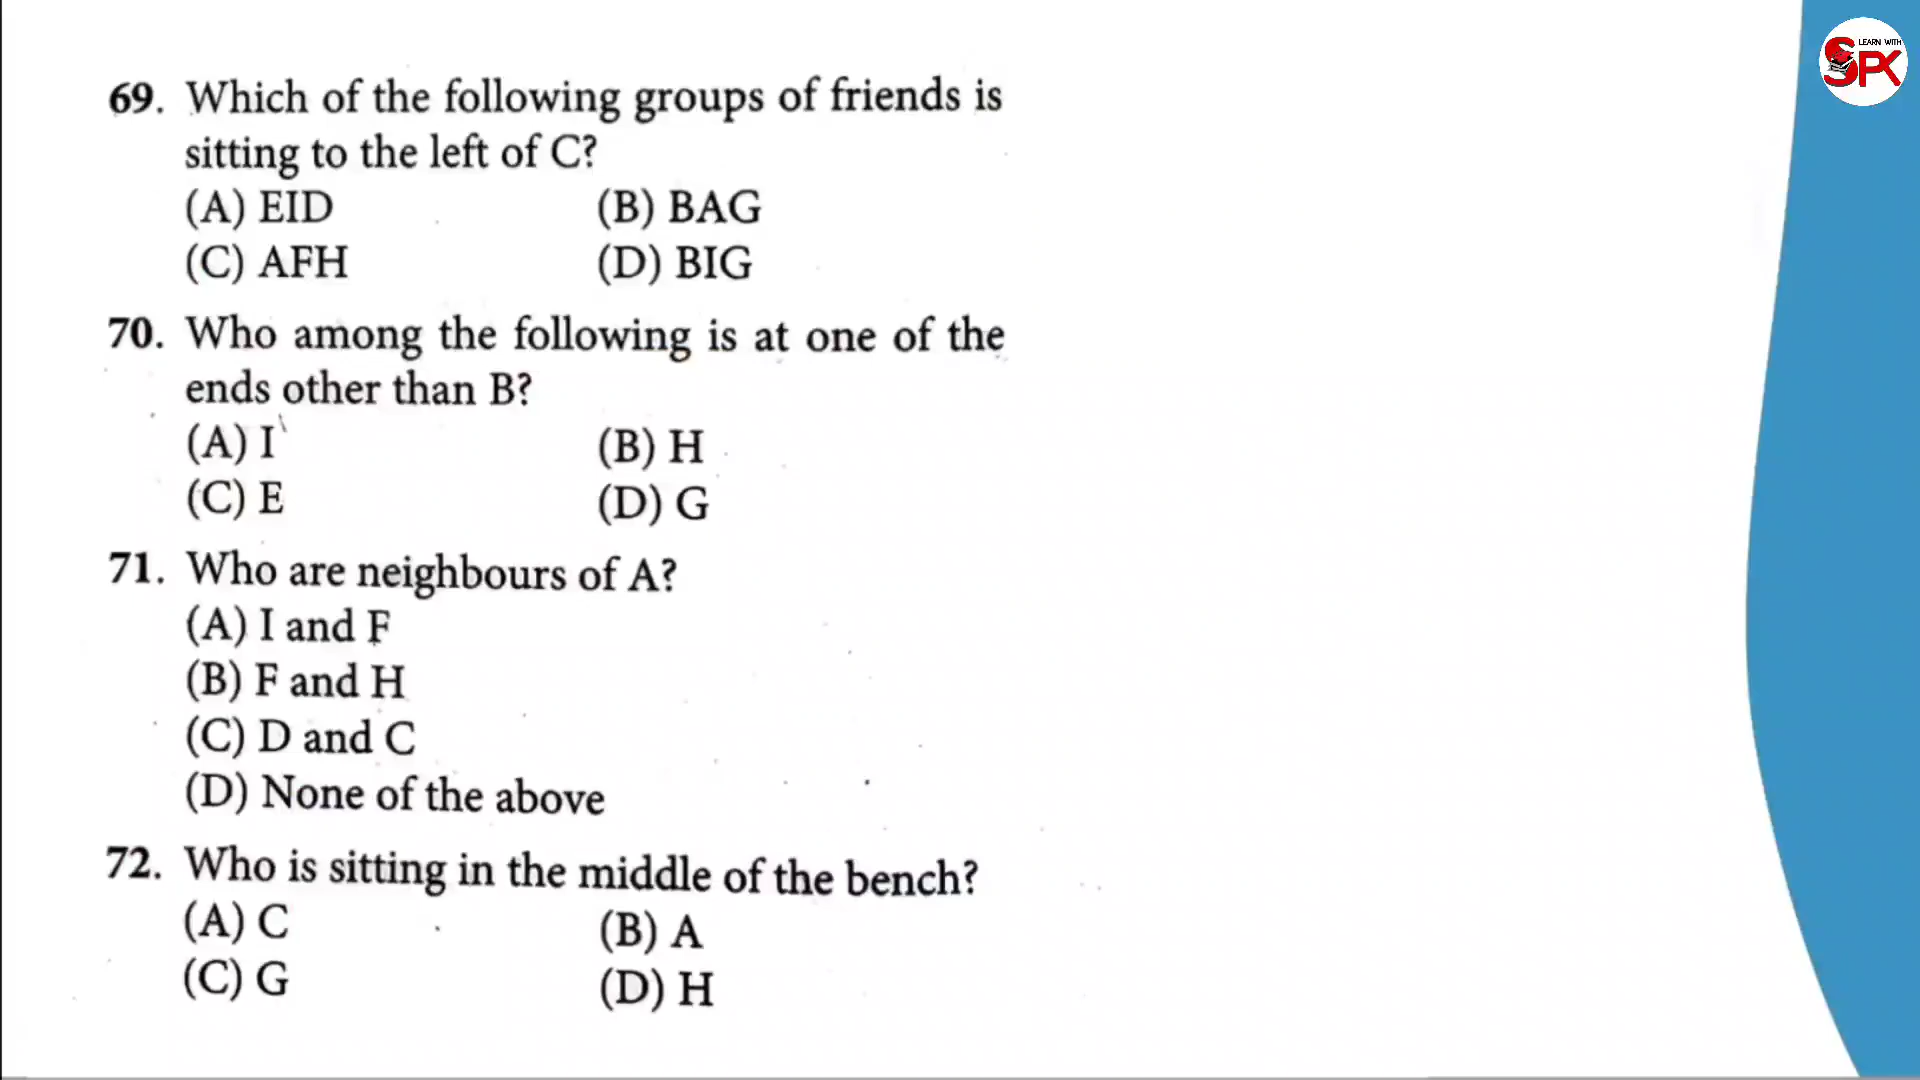 LEARN WITH
SPK
69. Which of the following groups of friends is
sitting to the left of C?
(A) EID (B) BAG
(C) AFH (D) BIG
70. Who among the following is at one of the
ends other than B?
(A) I (B) H
(C) E (D) G
71. Who are neighbours of A?
(A) I and F
(B) F and H
(C) D and C
(D) None of the above
72. Who is sitting in the middle of the bench?
(A) C (B) A
(C) G (D) H